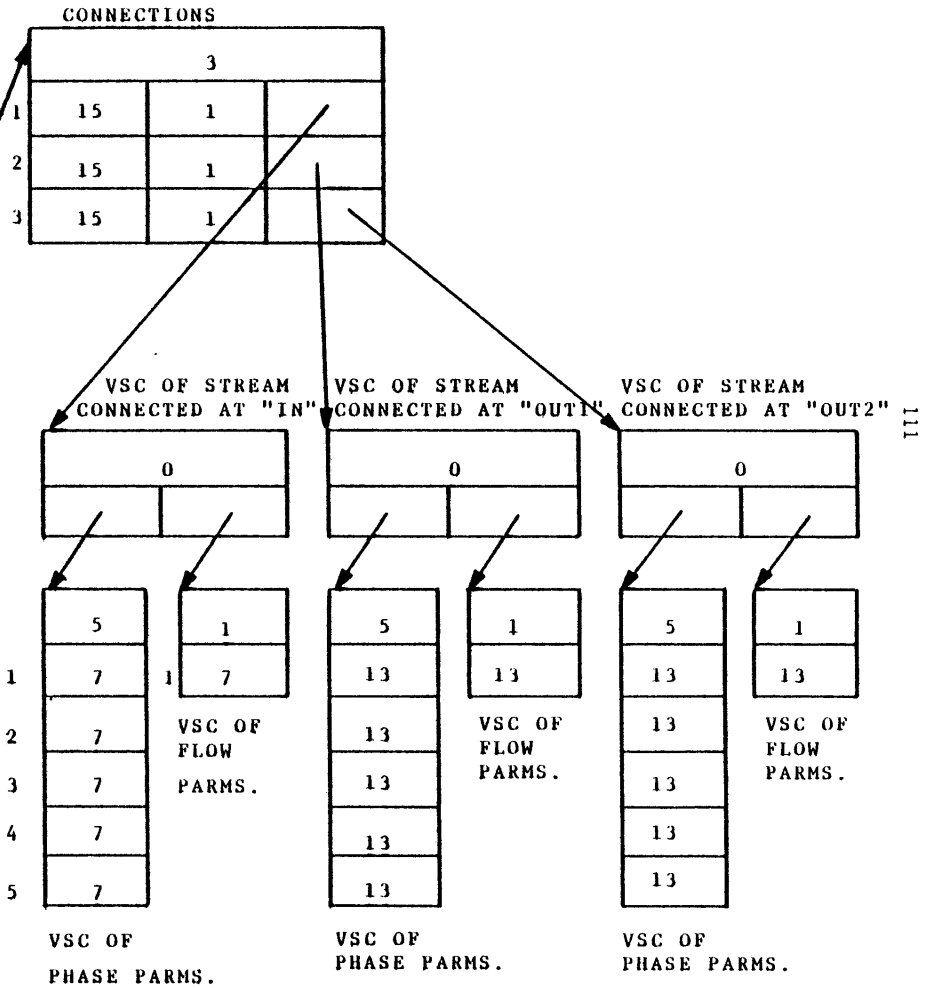 CONNECTIONS
3
1 15 1
2 15 1
3 15 1
VSC OF STREAM
CONNECTED AT "IN"
VSC OF STREAM
CONNECTED AT "OUT1"
VSC OF STREAM
CONNECTED AT "OUT2"
111
0 0 0
5 1 5 1 5 1
1 7 1 7 13 13 13 13
2 7 13 13
3 7 13 13
4 7 13 13
5 7 13 13
VSC OF
FLOW
PARMS.
VSC OF
FLOW
PARMS.
VSC OF
FLOW
PARMS.
VSC OF
PHASE PARMS.
VSC OF
PHASE PARMS.
VSC OF
PHASE PARMS.